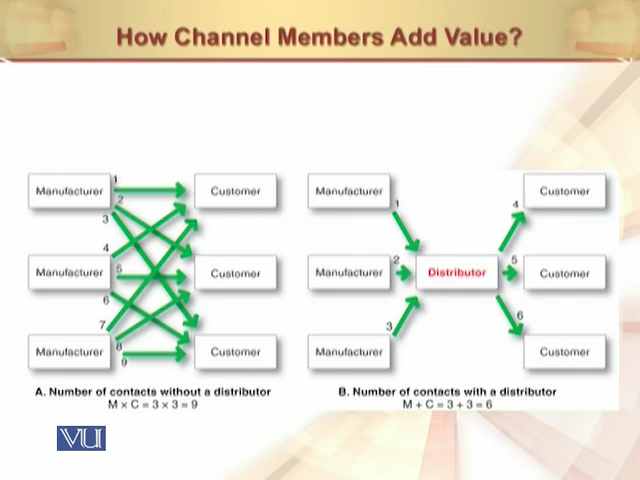 How Channel Members Add Value?
1
Manufacturer
Customer
2
3
4
Manufacturer
5
Customer
6
7
Manufacturer
8
Customer
9
A. Number of contacts without a distributor
M × C = 3 × 3 = 9
Manufacturer
1
4
Customer
Manufacturer
2
Distributor
5
Customer
3
6
Manufacturer
Customer
B. Number of contacts with a distributor
M + C = 3 + 3 = 6
VU